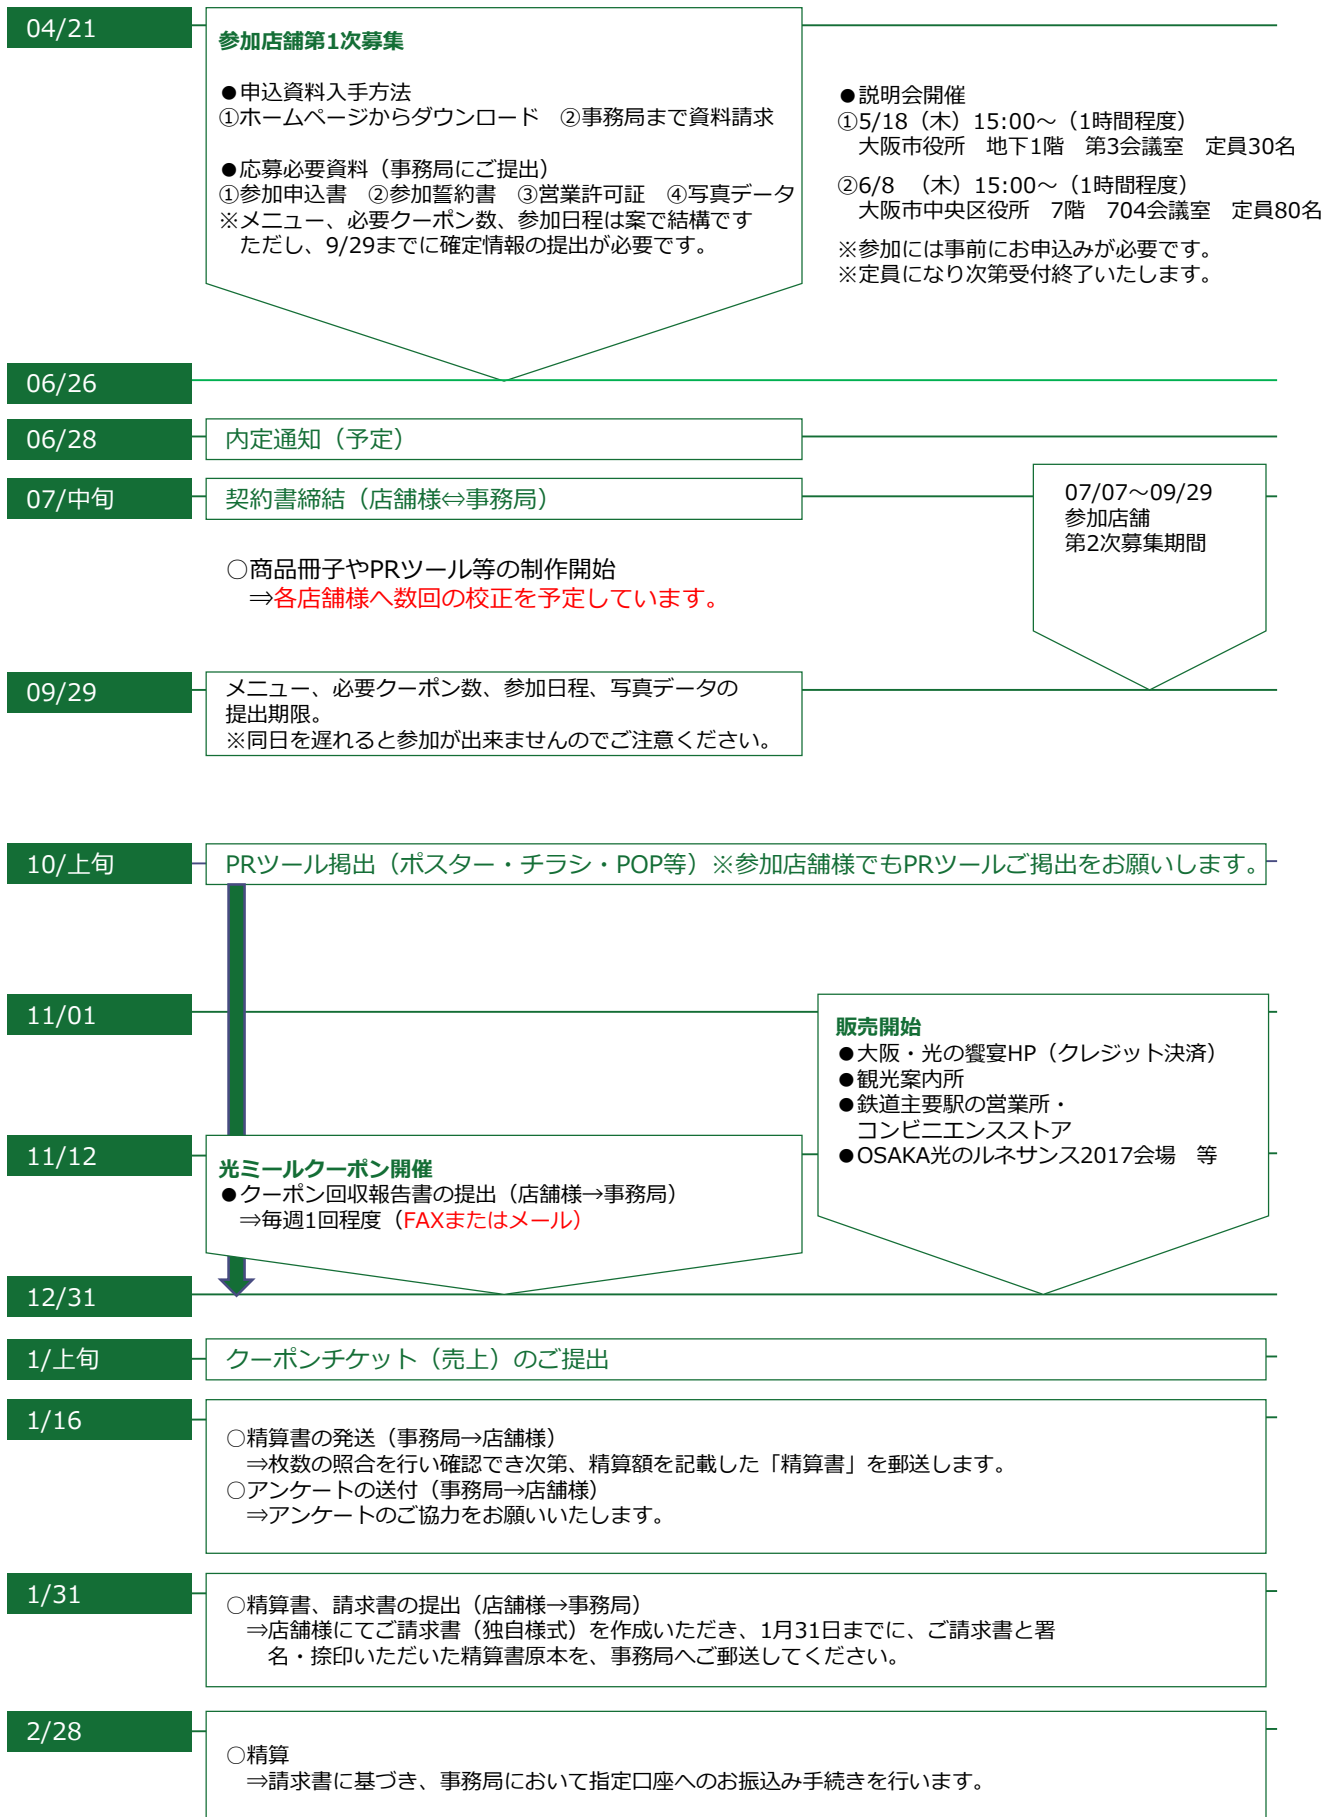 04/21
参加店舗第1次募集
●申込資料入手方法
①ホームページからダウンロード　②事務局まで資料請求
●応募必要資料（事務局にご提出）
①参加申込書　②参加誓約書　③営業許可証　④写真データ
※メニュー、必要クーポン数、参加日程は案で結構です
ただし、9/29までに確定情報の提出が必要です。
●説明会開催
①5/18（木）15:00～（1時間程度）
大阪市役所　地下1階　第3会議室　定員30名
②6/8　（木）15:00～（1時間程度）
大阪市中央区役所　7階　704会議室　定員80名
※参加には事前にお申込みが必要です。
※定員になり次第受付終了いたします。
06/26
06/28
内定通知（予定）
07/中旬
契約書締結（店舗様⇔事務局）
07/07～09/29
参加店舗
第2次募集期間
○商品冊子やPRツール等の制作開始
⇒各店舗様へ数回の校正を予定しています。
09/29
メニュー、必要クーポン数、参加日程、写真データの
提出期限。
※同日を遅れると参加が出来ませんのでご注意ください。
10/上旬
PRツール掲出（ポスター・チラシ・POP等）※参加店舗様でもPRツールご掲出をお願いします。
11/01
販売開始
●大阪・光の饗宴HP（クレジット決済）
●観光案内所
●鉄道主要駅の営業所・
コンビニエンスストア
●OSAKA光のルネサンス2017会場　等
11/12
光ミールクーポン開催
●クーポン回収報告書の提出（店舗様→事務局）
⇒毎週1回程度（FAXまたはメール）
12/31
1/上旬
クーポンチケット（売上）のご提出
1/16
○精算書の発送（事務局→店舗様）
⇒枚数の照合を行い確認でき次第、精算額を記載した「精算書」を郵送します。
○アンケートの送付（事務局→店舗様）
⇒アンケートのご協力をお願いいたします。
1/31
○精算書、請求書の提出（店舗様→事務局）
⇒店舗様にてご請求書（独自様式）を作成いただき、1月31日までに、ご請求書と署
名・捺印いただいた精算書原本を、事務局へご郵送してください。
2/28
○精算
⇒請求書に基づき、事務局において指定口座へのお振込み手続きを行います。